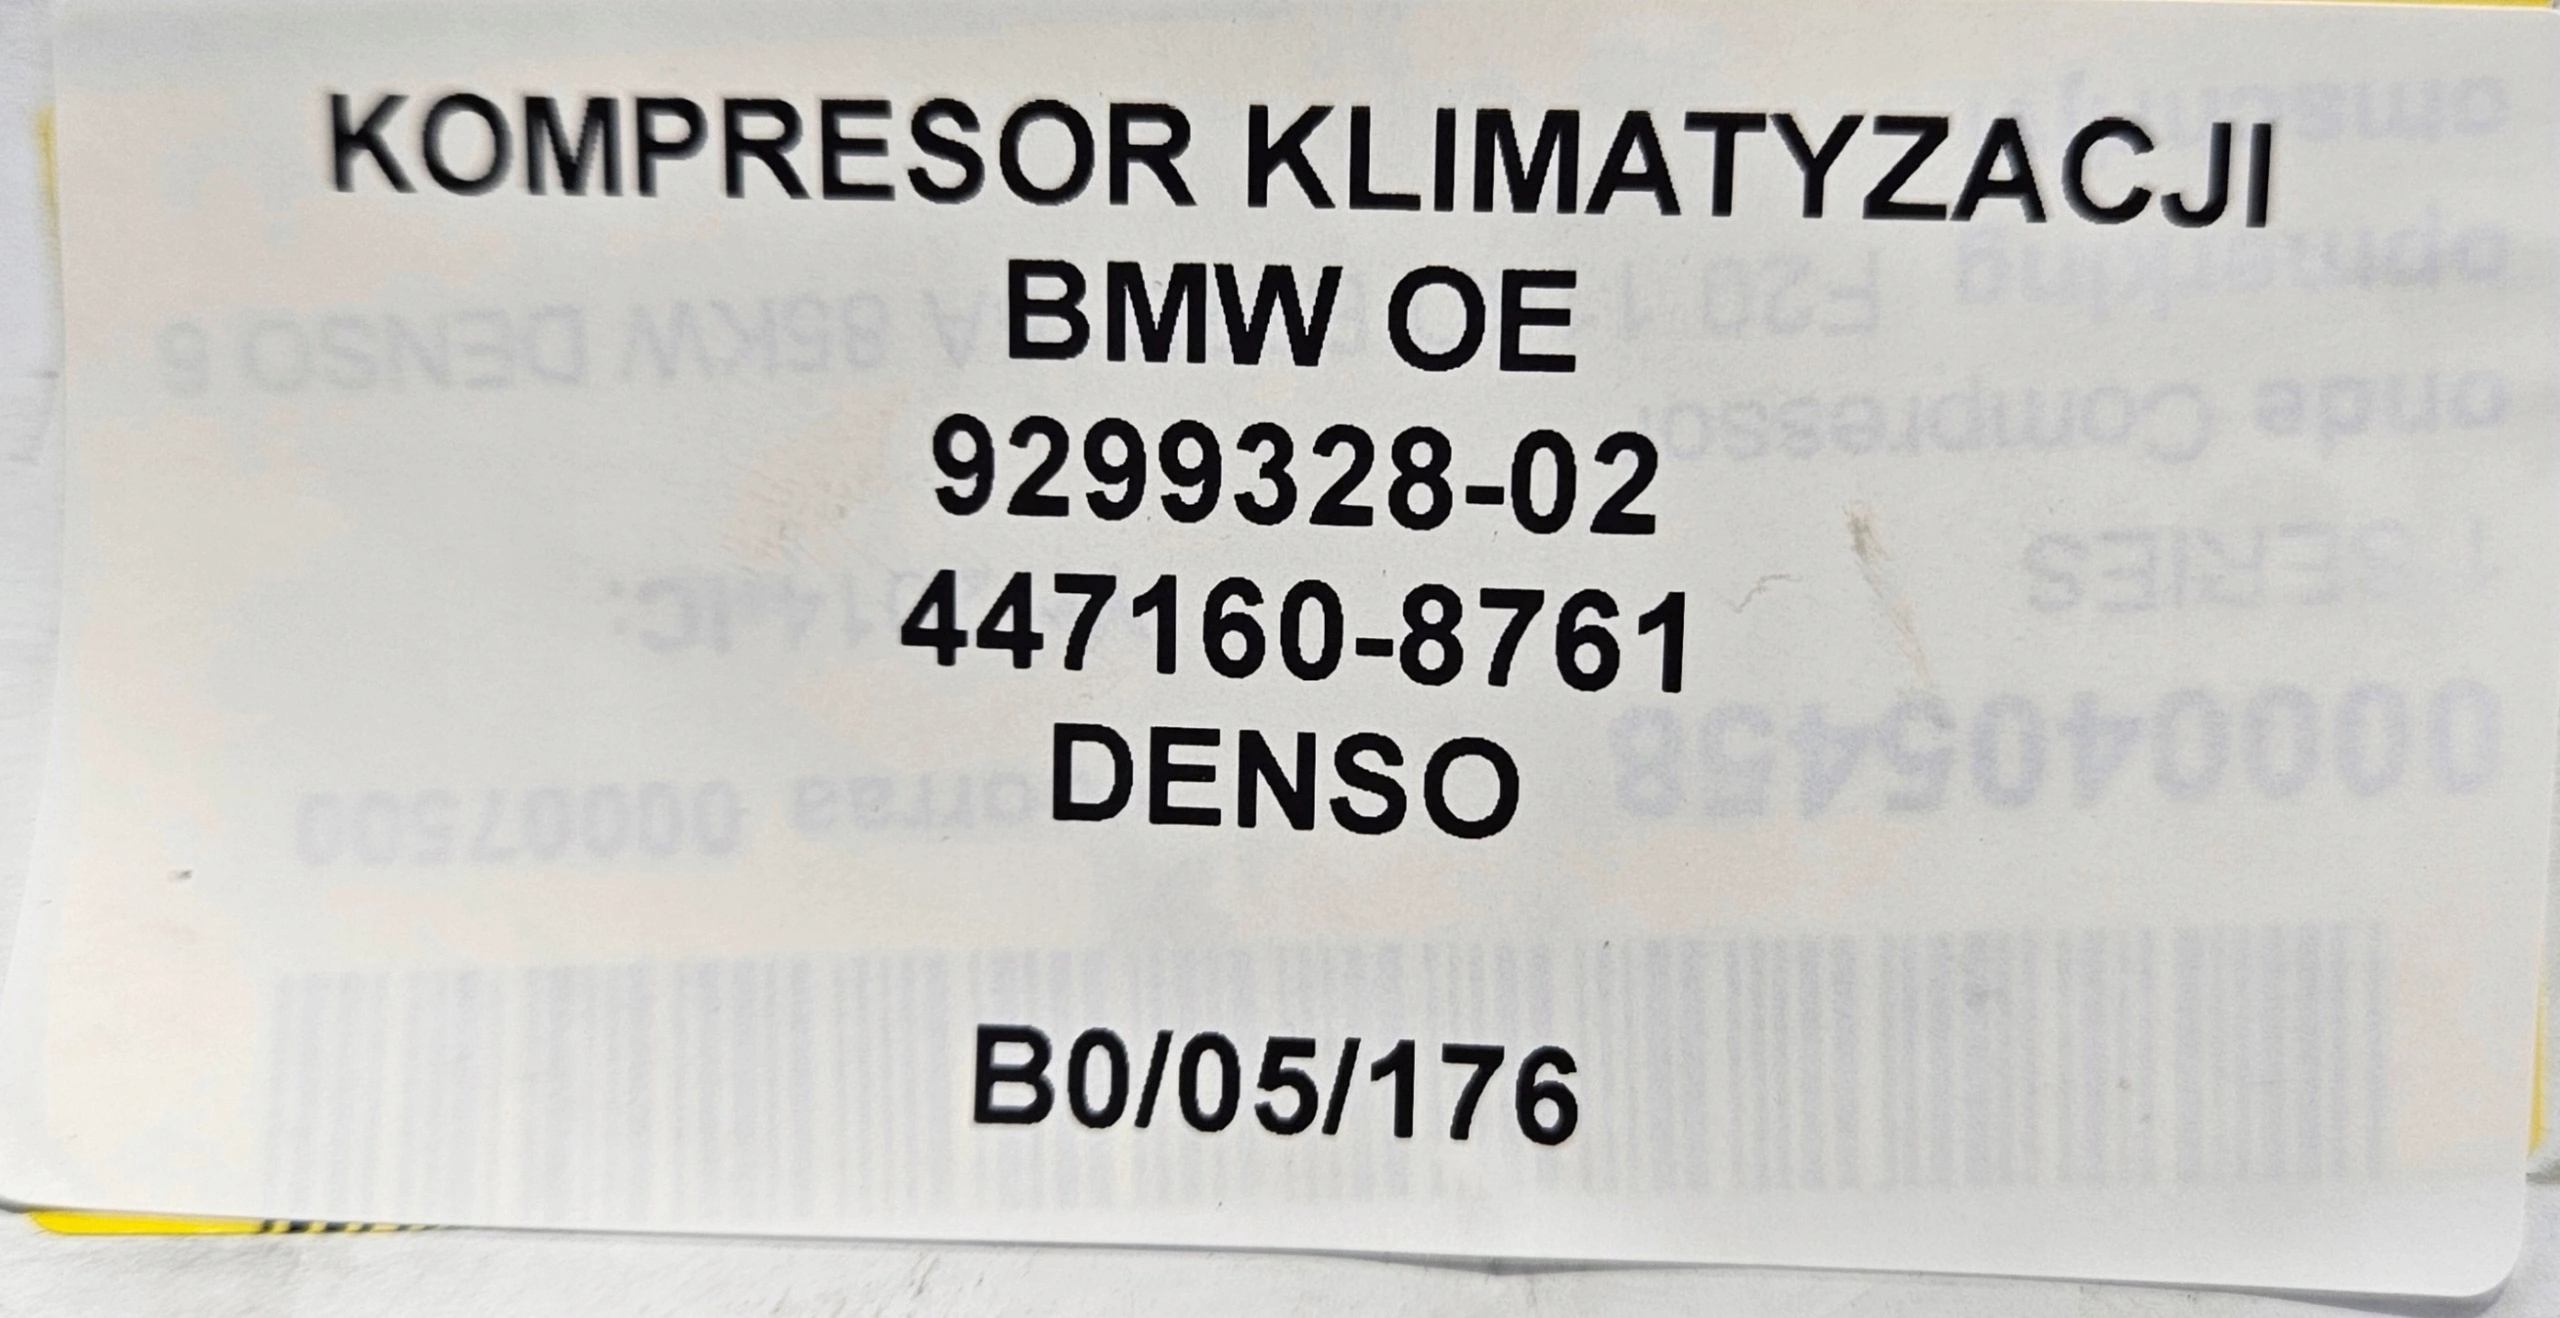 KOMPRESOR KLIMATYZACJI
BMW OE
9299328-02
447160-8761
DENSO
B0/05/176